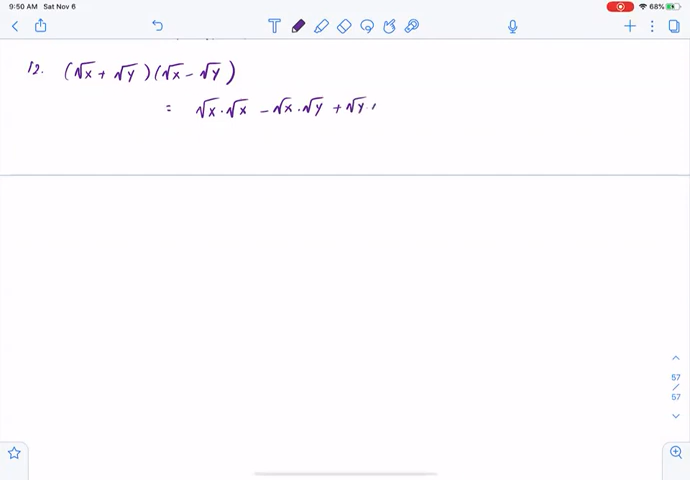 9:50 AM Sat Nov 6
68%
T
12. (√x + √y)(√x − √y)
= √x · √x − √x · √y + √y ·
57
/
57